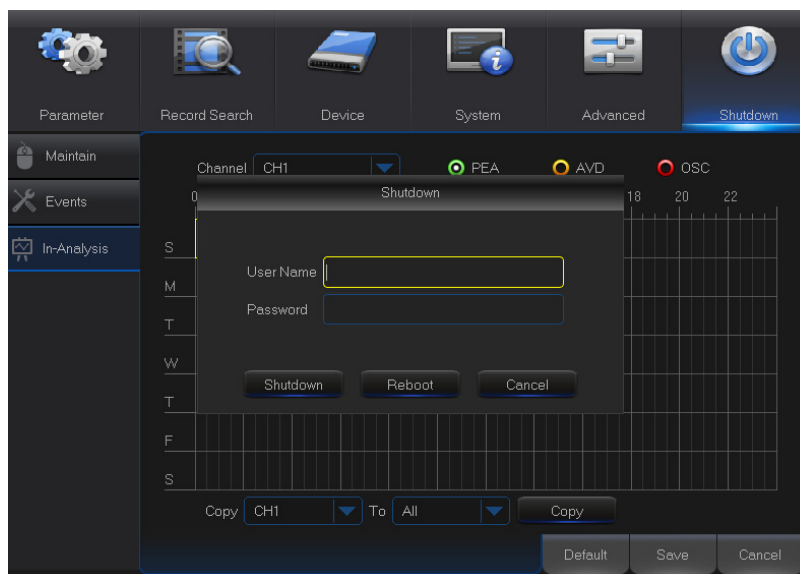 Parameter Record Search Device System Advanced Shutdown
Maintain
Events
In-Analysis
Channel CH1 PEA AVD OSC
0 18 20 22
Shutdown
S
M
T
W
T
F
S
User Name
Password
Shutdown Reboot Cancel
Copy CH1 To All Copy
Default Save Cancel